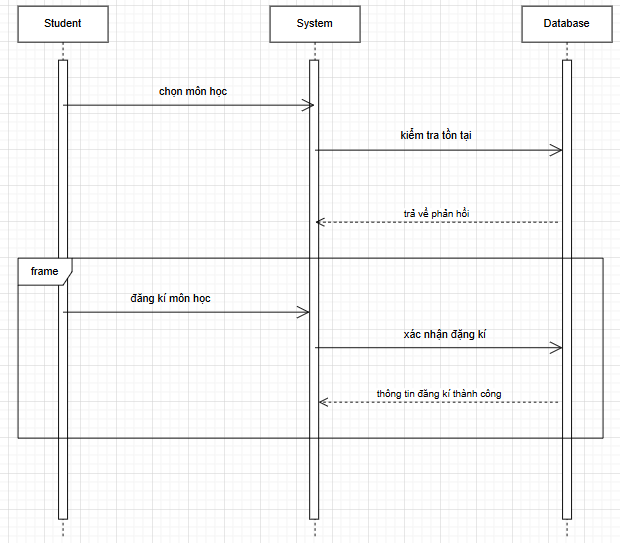 Student
System
Database
chọn môn học
kiểm tra tồn tại
trả về phản hồi
frame
đăng kí môn học
xác nhận đặng kí
thông tin đăng kí thành công